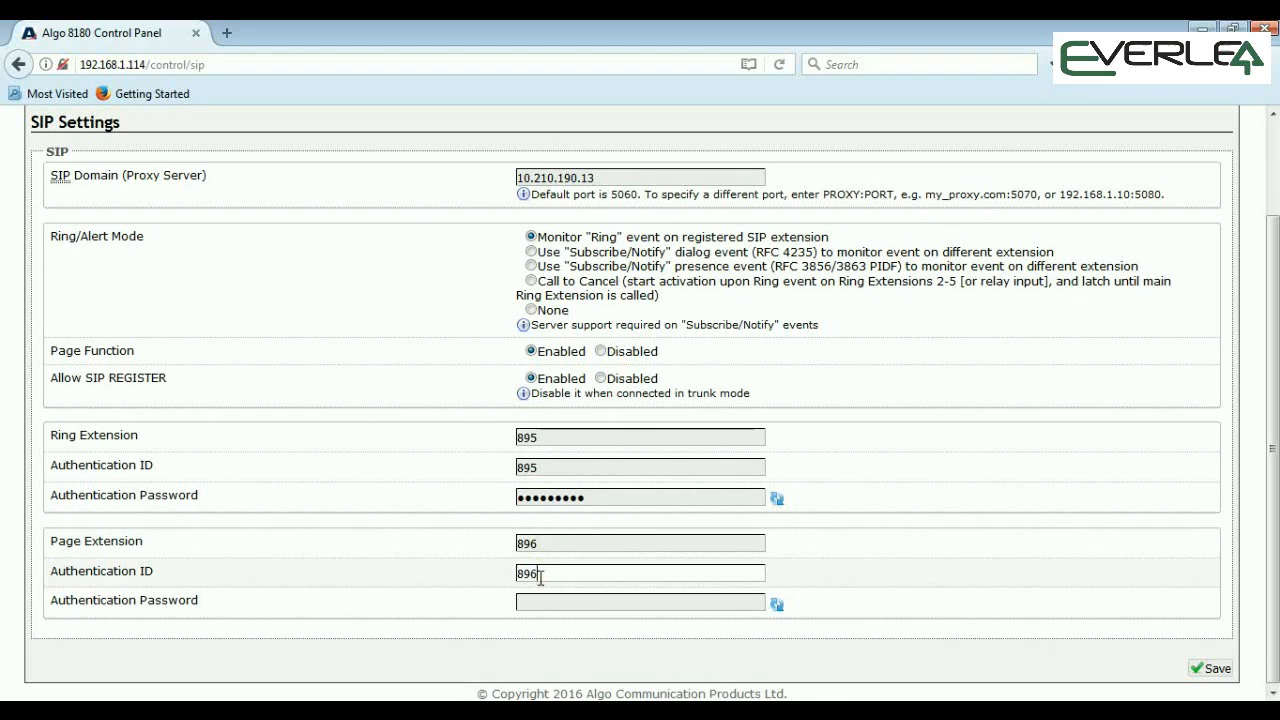 Algo 8180 Control Panel
EVERLEA
192.168.1.114/control/sip
Search
Most Visited
Getting Started
SIP Settings
SIP
SIP Domain (Proxy Server)
10.210.190.13
Default port is 5060. To specify a different port, enter PROXY:PORT, e.g. my_proxy.com:5070, or 192.168.1.10:5080.
Ring/Alert Mode
Monitor "Ring" event on registered SIP extension
Use "Subscribe/Notify" dialog event (RFC 4235) to monitor event on different extension
Use "Subscribe/Notify" presence event (RFC 3856/3863 PIDF) to monitor event on different extension
Call to Cancel (start activation upon Ring event on Ring Extensions 2-5 [or relay input], and latch until main
Ring Extension is called)
None
Server support required on "Subscribe/Notify" events
Page Function
Enabled Disabled
Allow SIP REGISTER
Enabled Disabled
Disable it when connected in trunk mode
Ring Extension
895
Authentication ID
895
Authentication Password
•••••••••
Page Extension
896
Authentication ID
896
Authentication Password
Save
© Copyright 2016 Algo Communication Products Ltd.